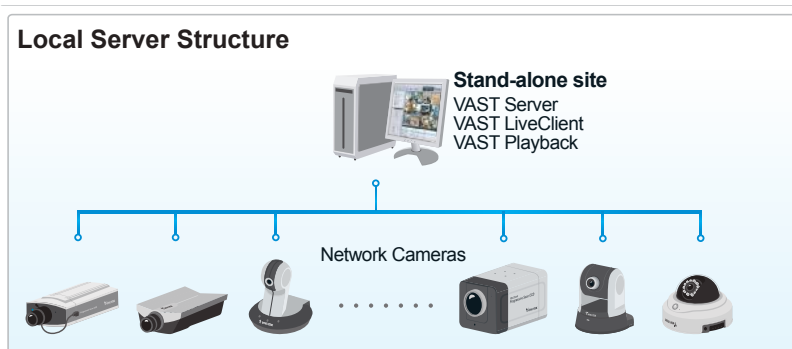 Local Server Structure
Stand-alone site
VAST Server
VAST LiveClient
VAST Playback
Network Cameras